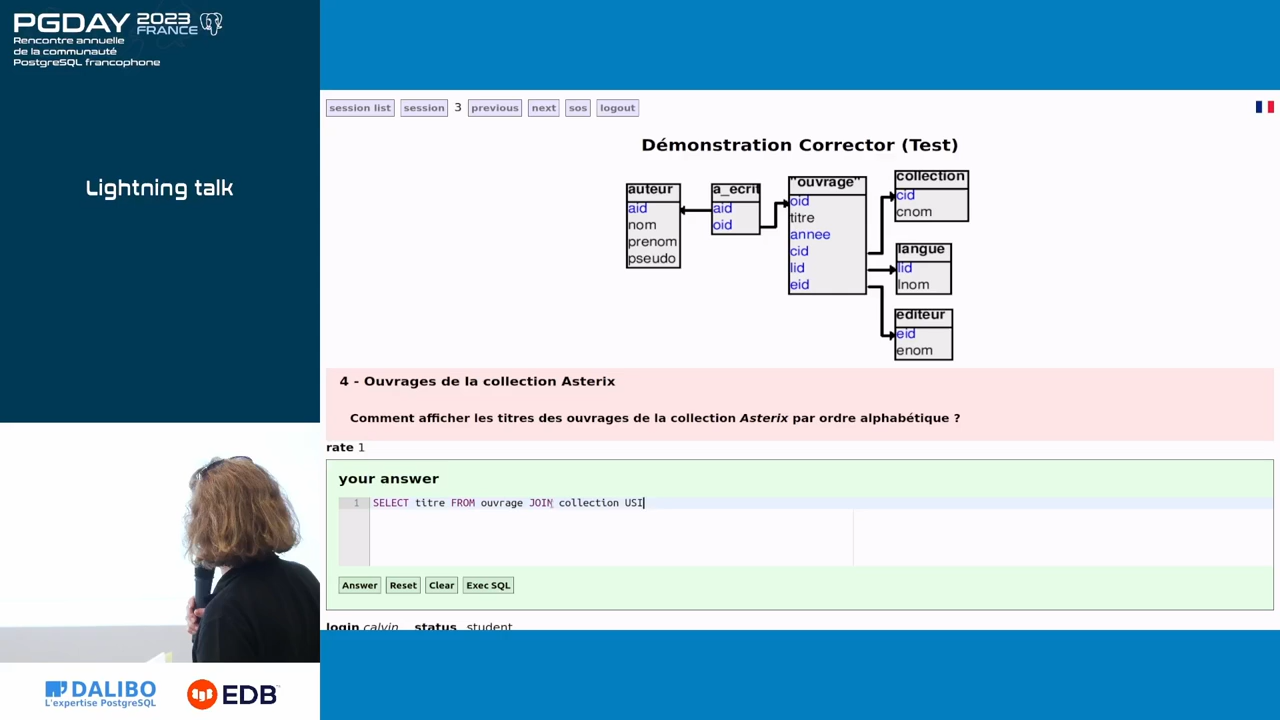 PGDAY 2023 FRANCE
Rencontre annuelle
de la communauté
PostgreSQL francophone
Lightning talk
session list session 3 previous next sos logout
Démonstration Corrector (Test)
auteur
aid
nom
prenom
pseudo
a_ecrit
aid
oid
"ouvrage"
oid
titre
annee
cid
lid
eid
collection
cid
cnom
langue
lid
lnom
editeur
eid
enom
4 - Ouvrages de la collection Asterix
Comment afficher les titres des ouvrages de la collection Asterix par ordre alphabétique ?
rate 1
your answer
1 SELECT titre FROM ouvrage JOIN collection USI
Answer Reset Clear Exec SQL
login calvin status student
DALIBO
L'expertise PostgreSQL
EDB